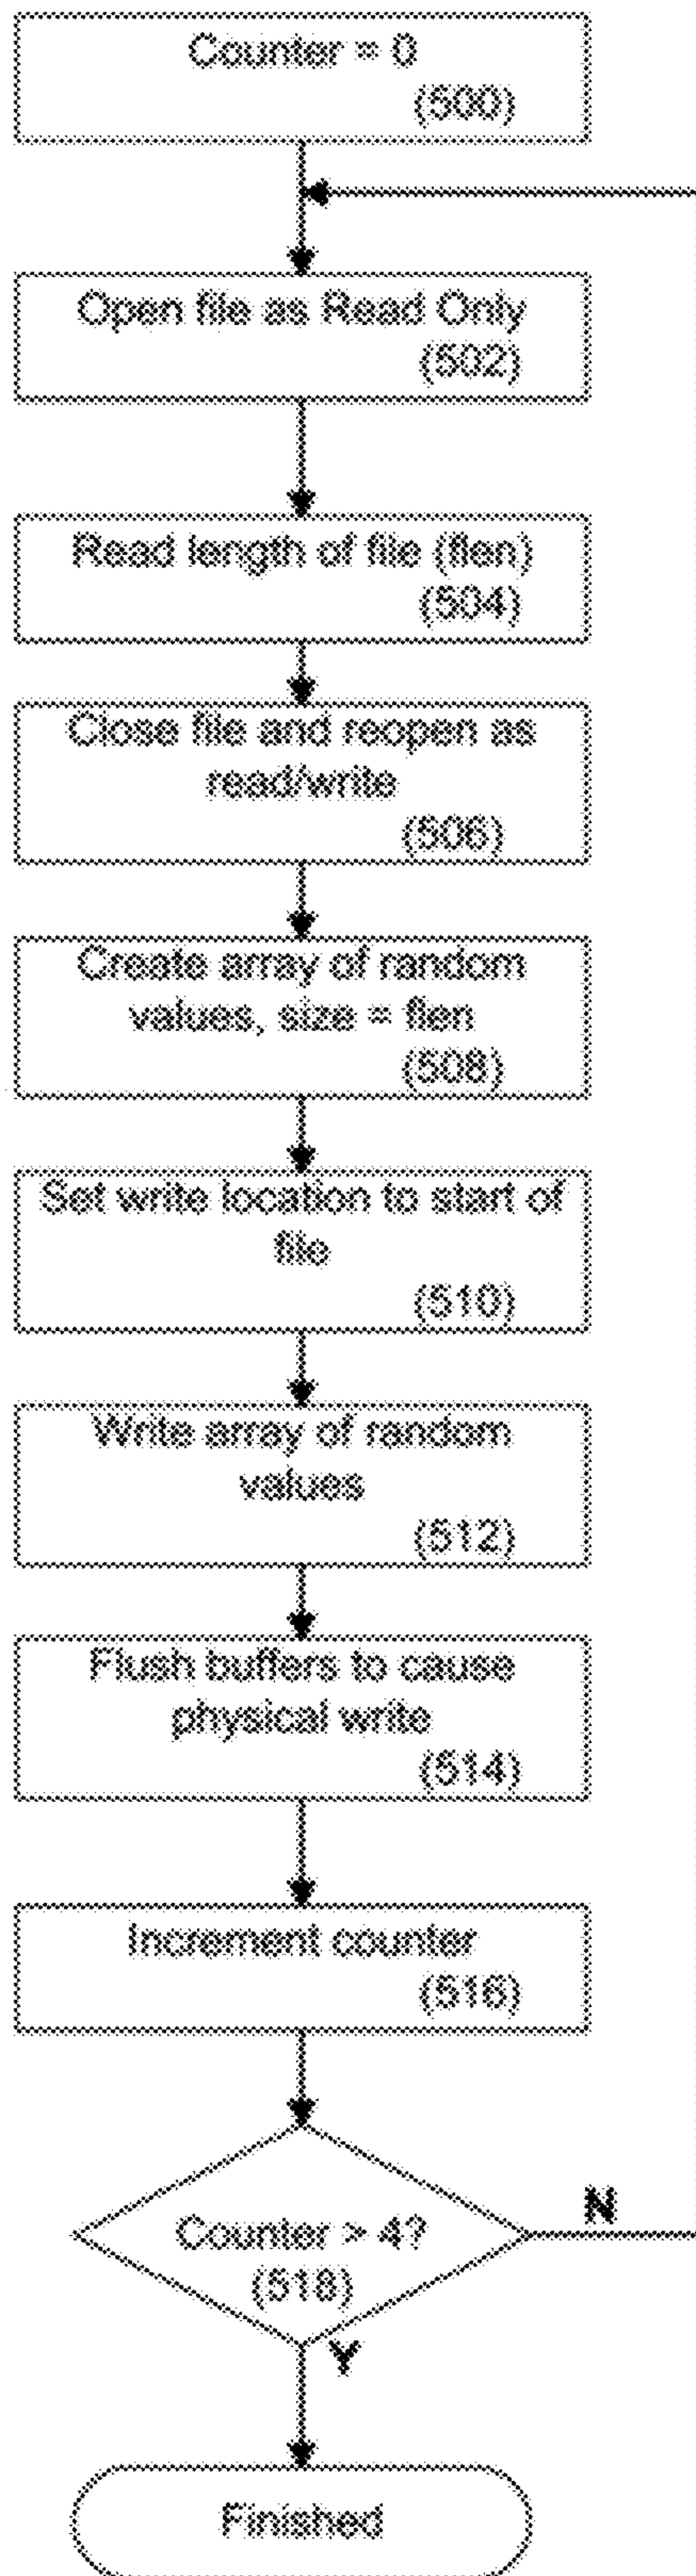 Counter = 0
(500)
Open file as Read Only
(502)
Read length of file (flen)
(504)
Close file and reopen as
read/write
(506)
Create array of random
values, size = flen
(508)
Set write location to start of
file
(510)
Write array of random
values
(512)
Flush buffers to cause
physical write
(514)
Increment counter
(516)
Counter > 4?
(518)
N
Y
Finished